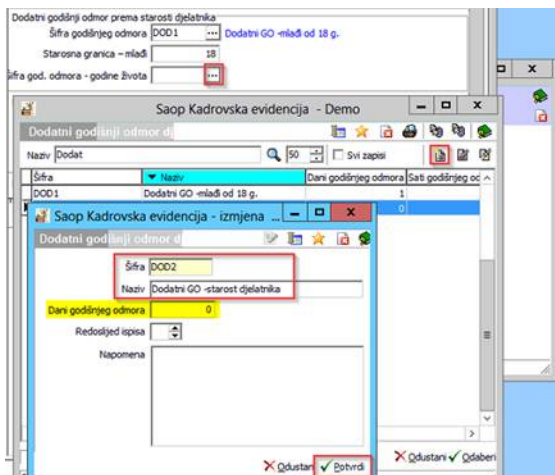 Dodatni godišnji odmor prema starosti djelatnika
Šifra godišnjeg odmora DOD1 ... Dodatni GO -mlađi od 18 g.
Starosna granica – mlađi 18
Šifra god. odmora - godine života ...
Saop Kadrovska evidencija - Demo
Dodatni godišnji odmor d
Naziv Dodat 50 Svi zapisi
Šifra Naziv Dani godišnjeg odmora Sati godišnjeg od
DOD1 Dodatni GO -mlađi od 18 g. 1
0
Saop Kadrovska evidencija - izmjena ...
Dodatni godišnji odmor d
Šifra DOD2
Naziv Dodatni GO -starost djelatnika
Dani godišnjeg odmora 0
Redoslijed ispisa
Napomena
Odustani Potvrdi
Odustani Odaberi